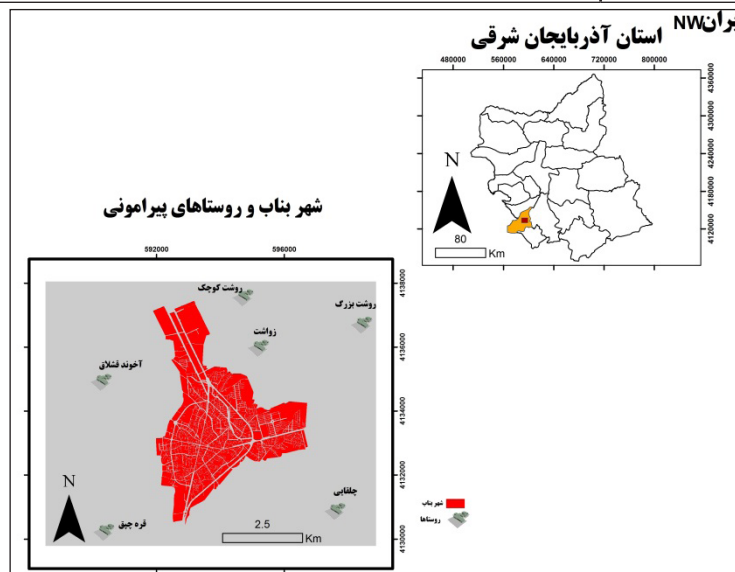 NW
استان آذربایجان شرقی
480000 560000 640000 720000 800000
4360000
4300000
4240000
4180000
4120000
N
80
Km
شهر بناب و روستاهای پیرامونی
592000 596000
4138000
4136000
4134000
4132000
4130000
روشت کوچک
روشت بزرگ
زواشت
آخوند قشلاق
چلقایی
قره چپق
N
2.5
Km
شهر بناب
روستاها